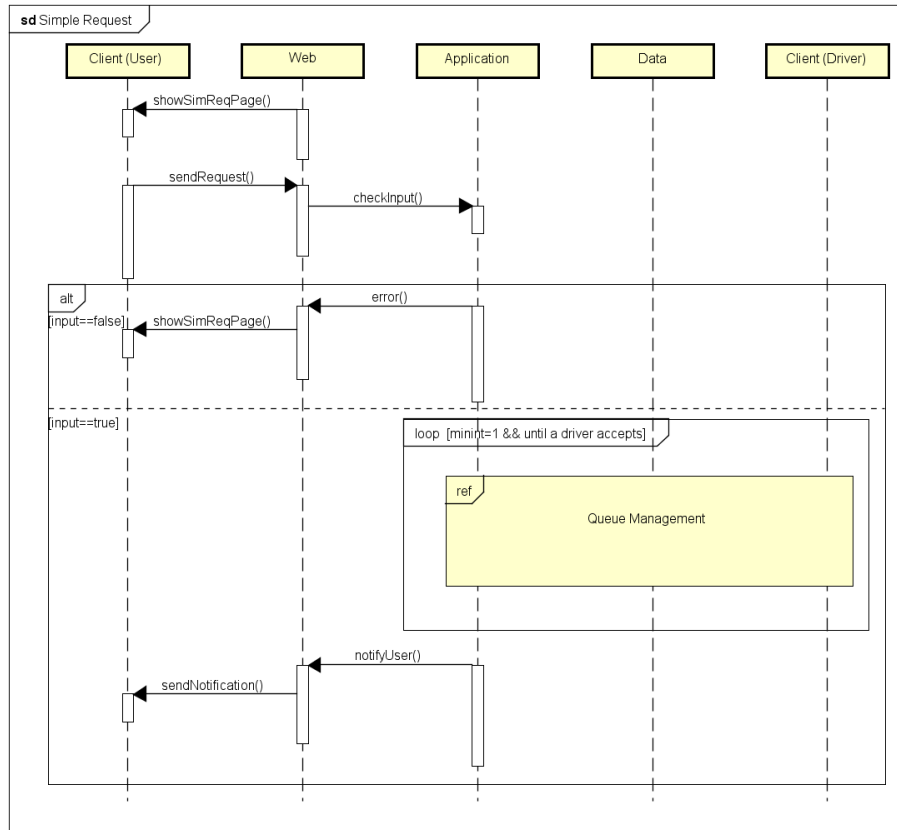 sd Simple Request
Client (User)
Web
Application
Data
Client (Driver)
showSimReqPage()
sendRequest()
checkInput()
alt
error()
[input==false]
showSimReqPage()
[input==true]
loop [minint=1 && until a driver accepts]
ref
Queue Management
notifyUser()
sendNotification()